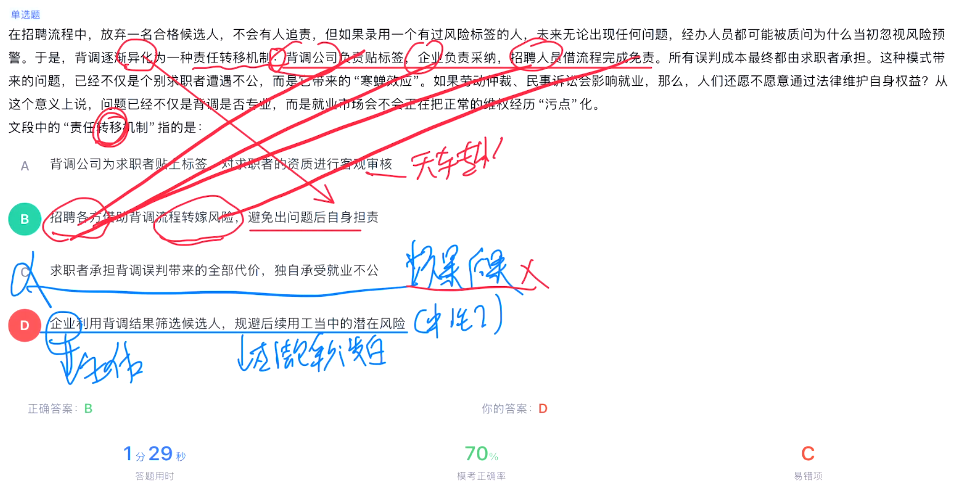 单选题
在招聘流程中，放弃一名合格候选人，不会有人追责，但如果录用一个有过风险标签的人，未来无论出现任何问题，经办人员都可能被质问为什么当初忽视风险预
警。于是，背调逐渐异化为一种责任转移机制：背调公司负责贴标签，企业负责采纳，招聘人员借流程完成免责。所有误判成本最终都由求职者承担。这种模式带
来的问题，已经不仅是个别求职者遭遇不公，而是它带来的“寒蝉效应”。如果劳动仲裁、民事诉讼会影响就业，那么，人们还愿不愿意通过法律维护自身权益？从
这个意义上说，问题已经不仅是背调是否专业，而是就业市场会不会正在把正常的维权经历“污点”化。
文段中的“责任转移机制”指的是：
A 背调公司为求职者贴上标签，对求职者的资质进行客观审核
B 招聘各方借助背调流程转嫁风险，避免出问题后自身担责
C 求职者承担背调误判带来的全部代价，独自承受就业不公
D 企业利用背调结果筛选候选人，规避后续用工当中的潜在风险
正确答案：B 你的答案：D
1分29秒 70% C
答题用时 模考正确率 易错项